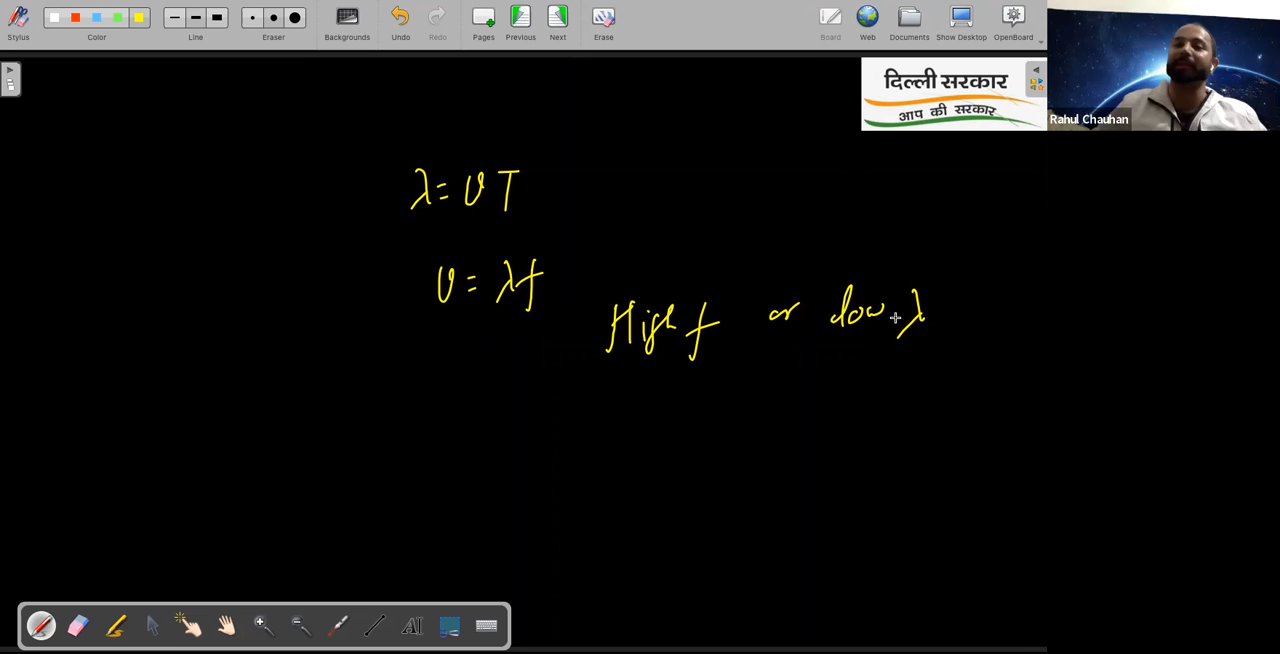 Stylus
Color
Line
Eraser
Backgrounds
Undo
Redo
Pages
Previous
Next
Erase
Board
Web
Documents
Show Desktop
OpenBoard
दिल्ली सरकार
आप की सरकार
Rahul Chauhan
λ = υ T
υ = λf
High f or low λ
AI